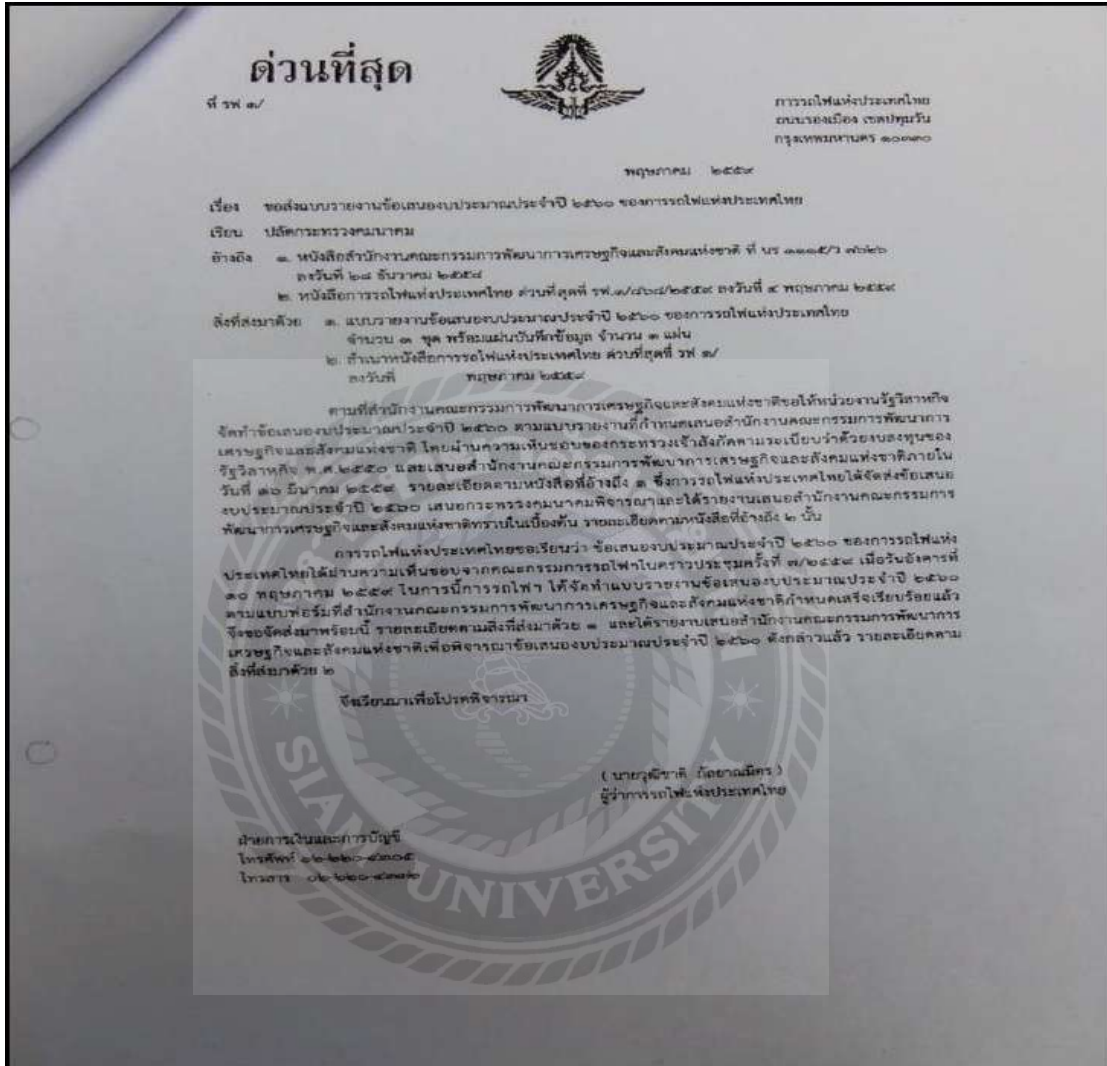 ด่วนที่สุด
ที่ รฟ ๑/
การรถไฟแห่งประเทศไทย
ถนนรองเมือง เขตปทุมวัน
กรุงเทพมหานคร ๑๐๓๓๐
พฤษภาคม ๒๕๕๙
เรื่อง ขอส่งแบบรายงานข้อเสนองบประมาณประจำปี ๒๕๖๐ ของการรถไฟแห่งประเทศไทย
เรียน ปลัดกระทรวงคมนาคม
อ้างถึง ๑. หนังสือสำนักงานคณะกรรมการพัฒนาการเศรษฐกิจและสังคมแห่งชาติ ที่ นร ๑๑๑๕/ว
ลงวันที่ ๒๘ ธันวาคม ๒๕๕๘
๒. หนังสือการรถไฟแห่งประเทศไทย ด่วนที่สุดที่ รฟ.๑/ ลงวันที่ ๔ พฤษภาคม ๒๕๕๙
สิ่งที่ส่งมาด้วย ๑. แบบรายงานข้อเสนองบประมาณประจำปี ๒๕๖๐ ของการรถไฟแห่งประเทศไทย
จำนวน ๑ ชุด พร้อมแผ่นบันทึกข้อมูล จำนวน ๑ แผ่น
๒. สำเนาหนังสือการรถไฟแห่งประเทศไทย ด่วนที่สุดที่ รฟ ๑/
ลงวันที่ พฤษภาคม ๒๕๕๙
ตามที่สำนักงานคณะกรรมการพัฒนาการเศรษฐกิจและสังคมแห่งชาติขอให้หน่วยงานรัฐวิสาหกิจ
จัดทำข้อเสนองบประมาณประจำปี ๒๕๖๐ ตามแบบรายงานที่กำหนดเสนอสำนักงานคณะกรรมการพัฒนาการ
เศรษฐกิจและสังคมแห่งชาติ โดยผ่านความเห็นชอบของกระทรวงเจ้าสังกัดตามระเบียบว่าด้วยงบลงทุนของ
รัฐวิสาหกิจ พ.ศ.๒๕๕๐ และเสนอสำนักงานคณะกรรมการพัฒนาการเศรษฐกิจและสังคมแห่งชาติภายใน
วันที่ มีนาคม ๒๕๕๙ รายละเอียดตามหนังสือที่อ้างถึง ๑ ซึ่งการรถไฟแห่งประเทศไทยได้จัดส่งข้อเสนอ
งบประมาณประจำปี ๒๕๖๐ เสนอกระทรวงคมนาคมพิจารณาและได้รายงานเสนอสำนักงานคณะกรรมการ
พัฒนาการเศรษฐกิจและสังคมแห่งชาติทราบในเบื้องต้น รายละเอียดตามหนังสือที่อ้างถึง ๒ นั้น
การรถไฟแห่งประเทศไทยขอเรียนว่า ข้อเสนองบประมาณประจำปี ๒๕๖๐ ของการรถไฟแห่ง
ประเทศไทยได้ผ่านความเห็นชอบจากคณะกรรมการรถไฟฯในคราวประชุมครั้งที่ ๗/๒๕๕๙ เมื่อวันอังคารที่
๑๐ พฤษภาคม ๒๕๕๙ ในการนี้การรถไฟฯ ได้จัดทำแบบรายงานข้อเสนองบประมาณประจำปี ๒๕๖๐
ตามแบบฟอร์มที่สำนักงานคณะกรรมการพัฒนาการเศรษฐกิจและสังคมแห่งชาติกำหนดเสร็จเรียบร้อยแล้ว
จึงขอจัดส่งมาพร้อมนี้ รายละเอียดตามสิ่งที่ส่งมาด้วย ๑ และได้รายงานเสนอสำนักงานคณะกรรมการพัฒนาการ
เศรษฐกิจและสังคมแห่งชาติเพื่อพิจารณาข้อเสนองบประมาณประจำปี ๒๕๖๐ ดังกล่าวแล้ว รายละเอียดตาม
สิ่งที่ส่งมาด้วย ๒
จึงเรียนมาเพื่อโปรดพิจารณา
( นายวุฒิชาติ กัลยาณมิตร )
ผู้ว่าการรถไฟแห่งประเทศไทย
ฝ่ายการเงินและการบัญชี
โทรศัพท์
โทรสาร
SIAM UNIVERSITY